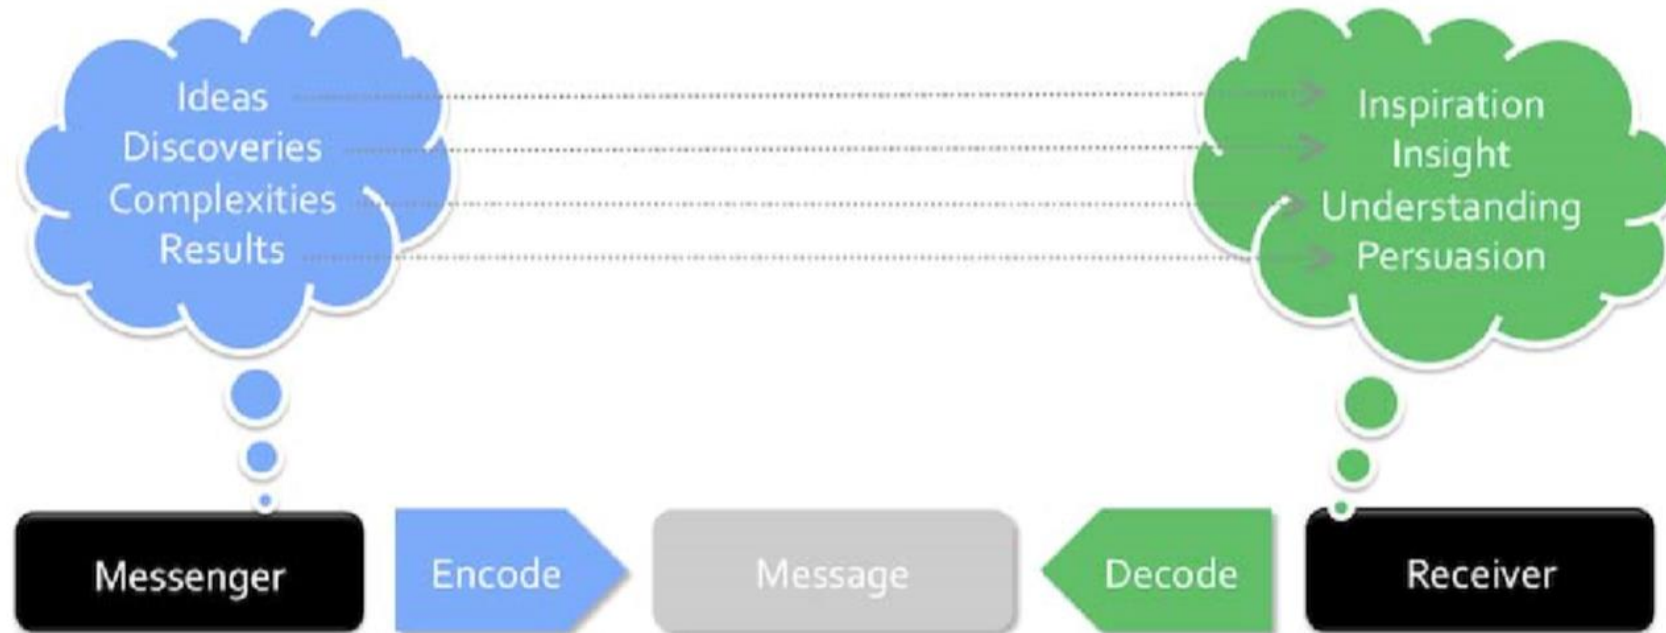 Ideas
Discoveries
Complexities
Results
Inspiration
Insight
Understanding
Persuasion
Messenger
Encode
Message
Decode
Receiver